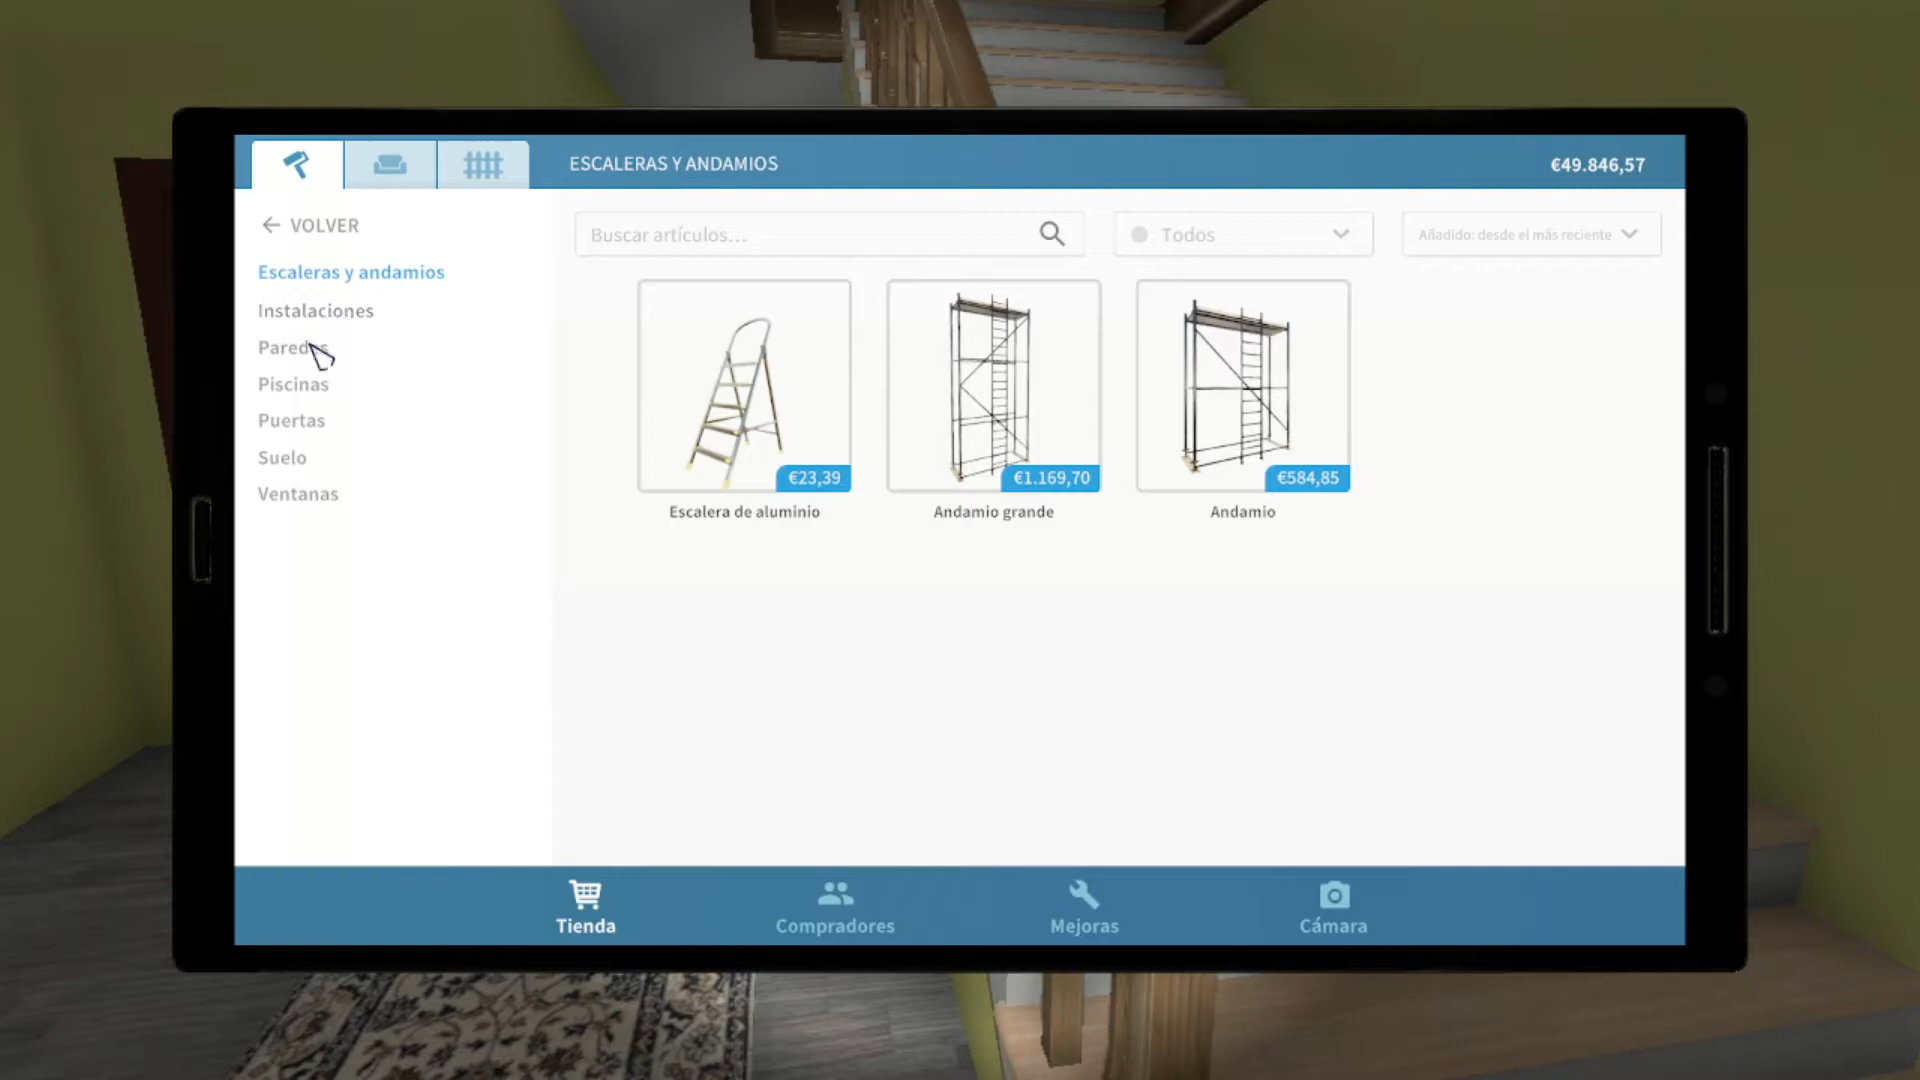 ESCALERAS Y ANDAMIOS
€49.846,57
VOLVER
Escaleras y andamios
Instalaciones
Paredes
Piscinas
Puertas
Suelo
Ventanas
Buscar artículos...
Todos
Añadido: desde el más reciente
€23,39
Escalera de aluminio
€1.169,70
Andamio grande
€584,85
Andamio
Tienda
Compradores
Mejoras
Cámara